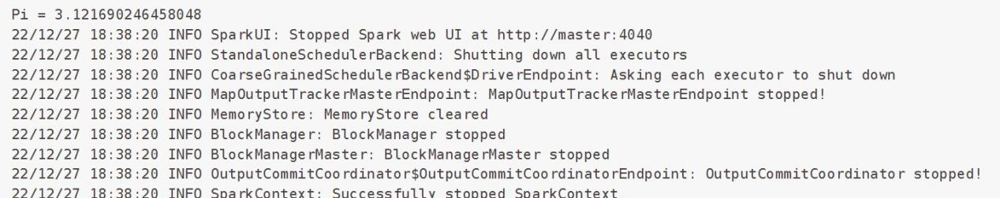 Pi = 3.121690246458048
22/12/27 18:38:20 INFO SparkUI: Stopped Spark web UI at http://master:4040
22/12/27 18:38:20 INFO StandaloneSchedulerBackend: Shutting down all executors
22/12/27 18:38:20 INFO CoarseGrainedSchedulerBackend$DriverEndpoint: Asking each executor to shut down
22/12/27 18:38:20 INFO MapOutputTrackerMasterEndpoint: MapOutputTrackerMasterEndpoint stopped!
22/12/27 18:38:20 INFO MemoryStore: MemoryStore cleared
22/12/27 18:38:20 INFO BlockManager: BlockManager stopped
22/12/27 18:38:20 INFO BlockManagerMaster: BlockManagerMaster stopped
22/12/27 18:38:20 INFO OutputCommitCoordinator$OutputCommitCoordinatorEndpoint: OutputCommitCoordinator stopped!
22/12/27 18:38:20 INFO SparkContext: Successfully stopped SparkContext